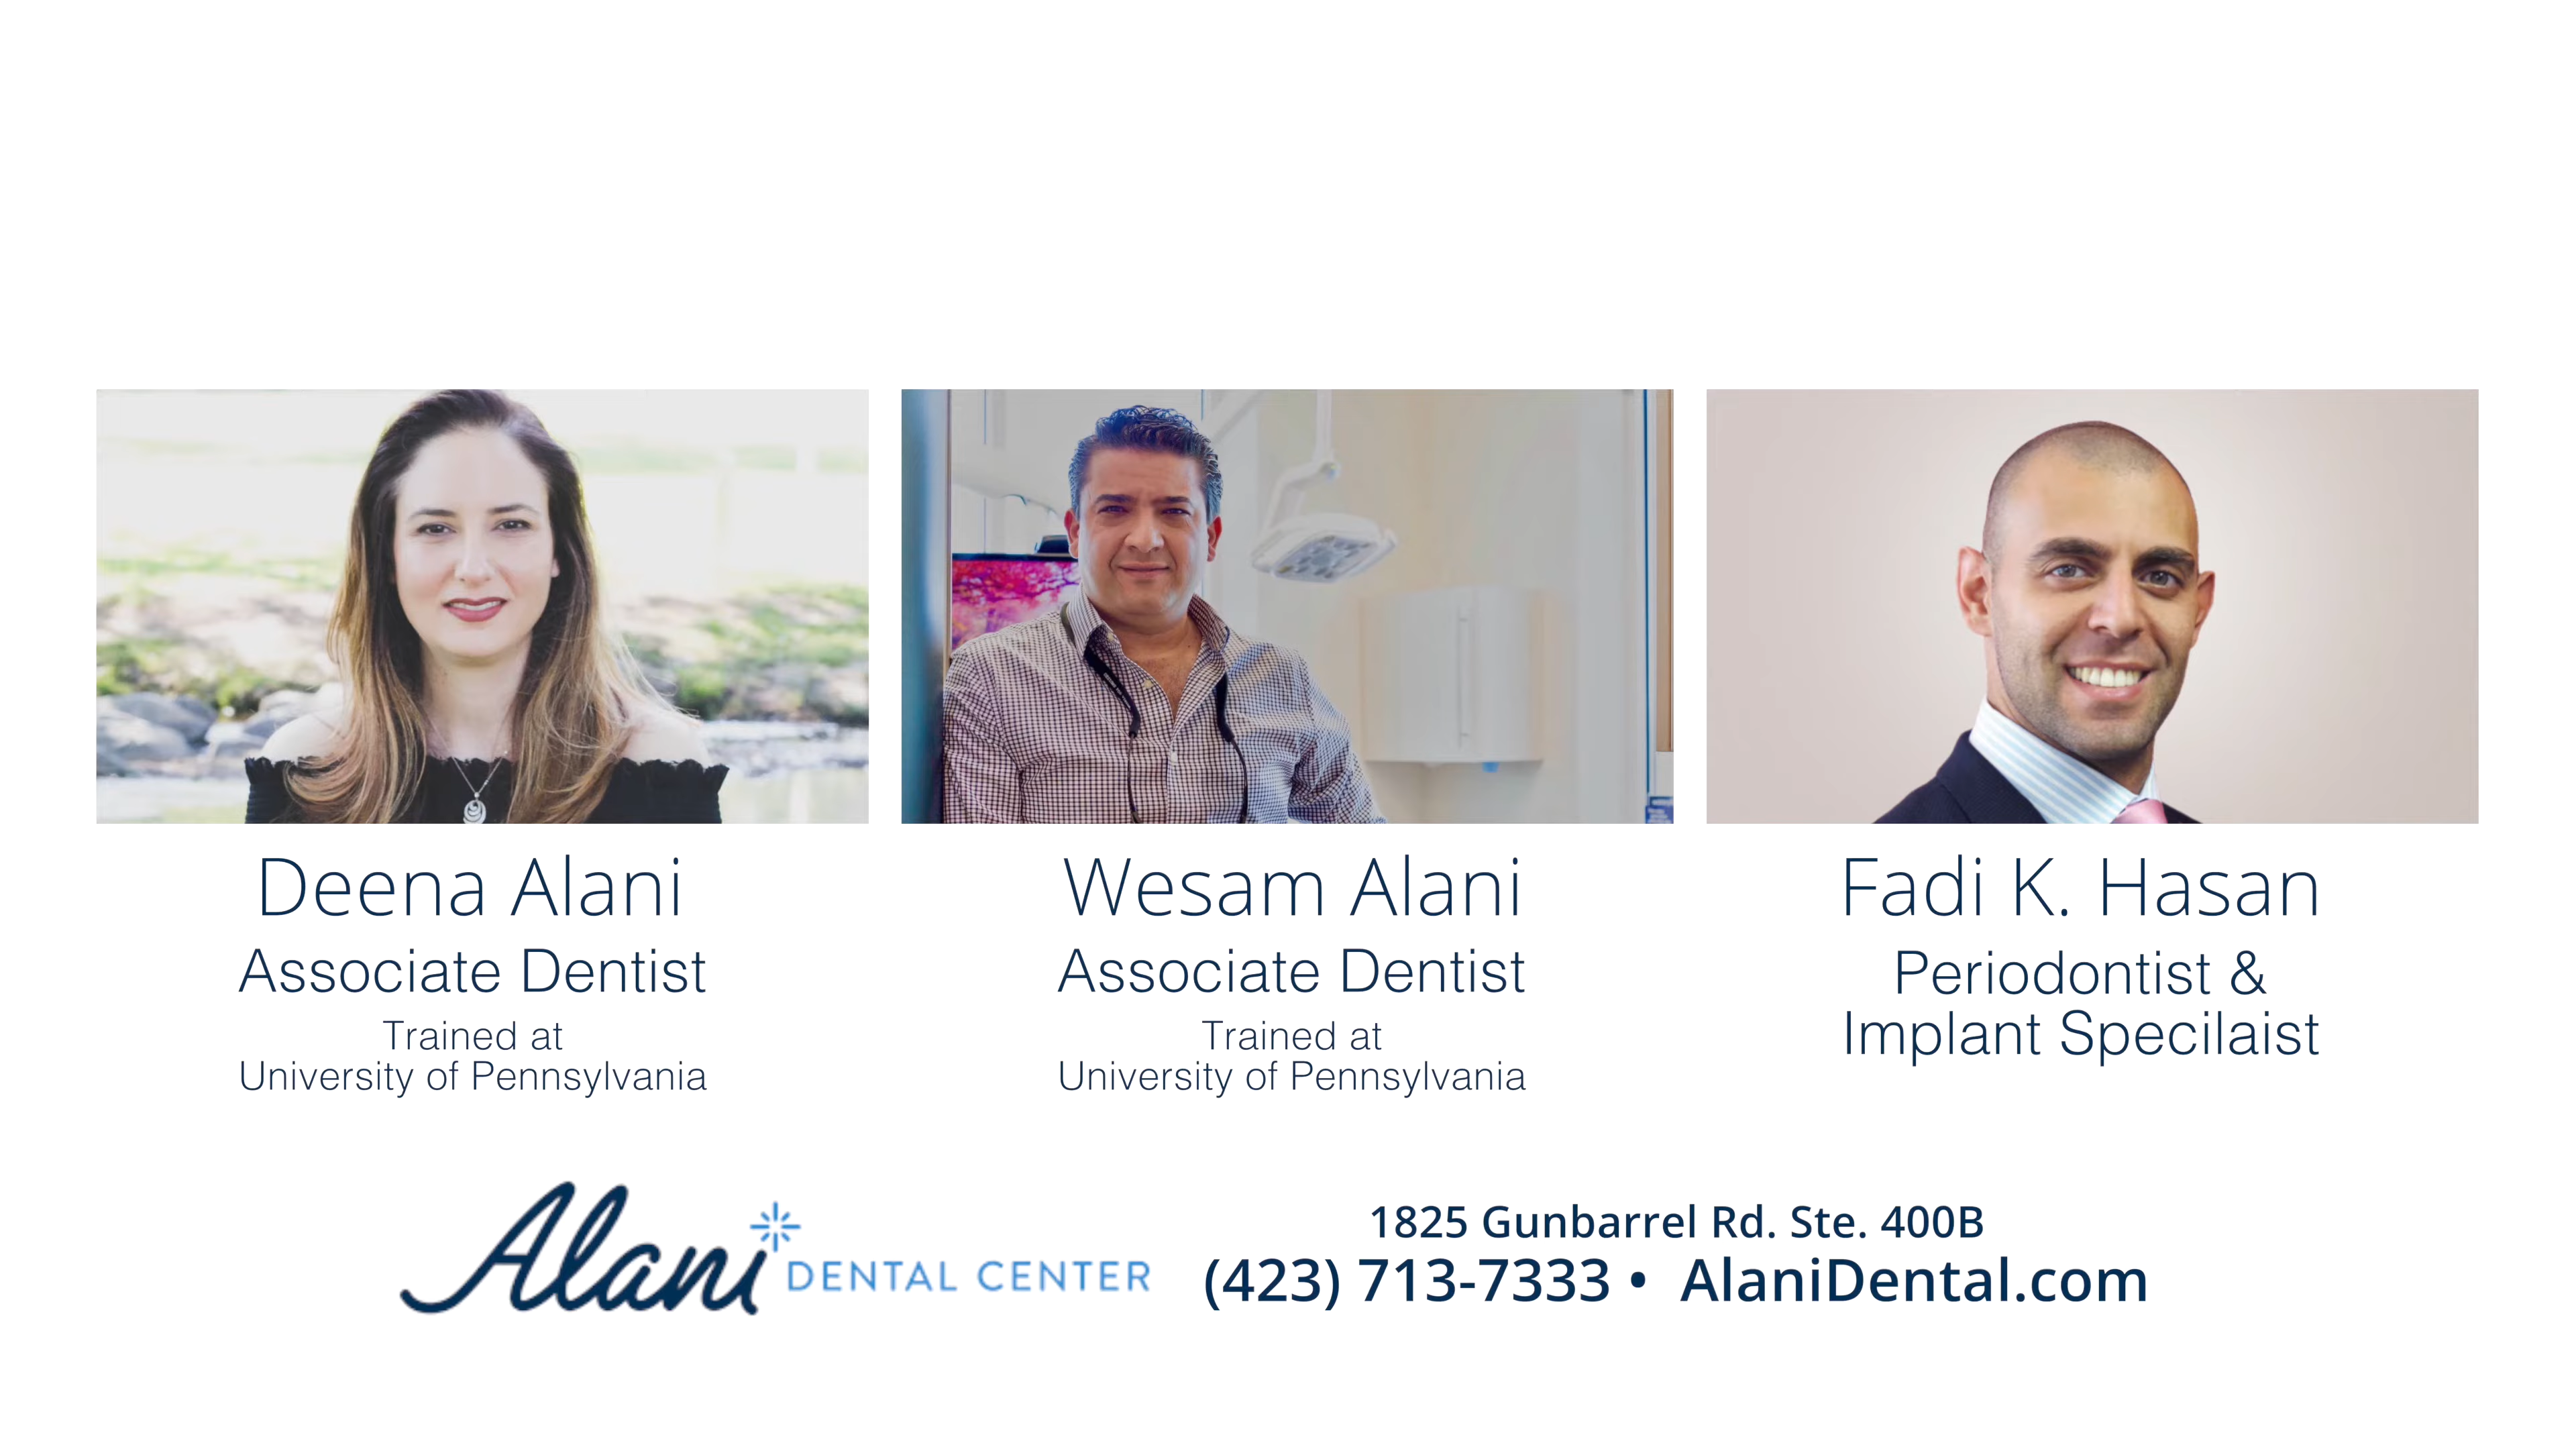 Deena Alani
Associate Dentist
Trained at
University of Pennsylvania
Wesam Alani
Associate Dentist
Trained at
University of Pennsylvania
Fadi K. Hasan
Periodontist &
Implant Specilaist
Alani DENTAL CENTER
1825 Gunbarrel Rd. Ste. 400B
(423) 713-7333 • AlaniDental.com